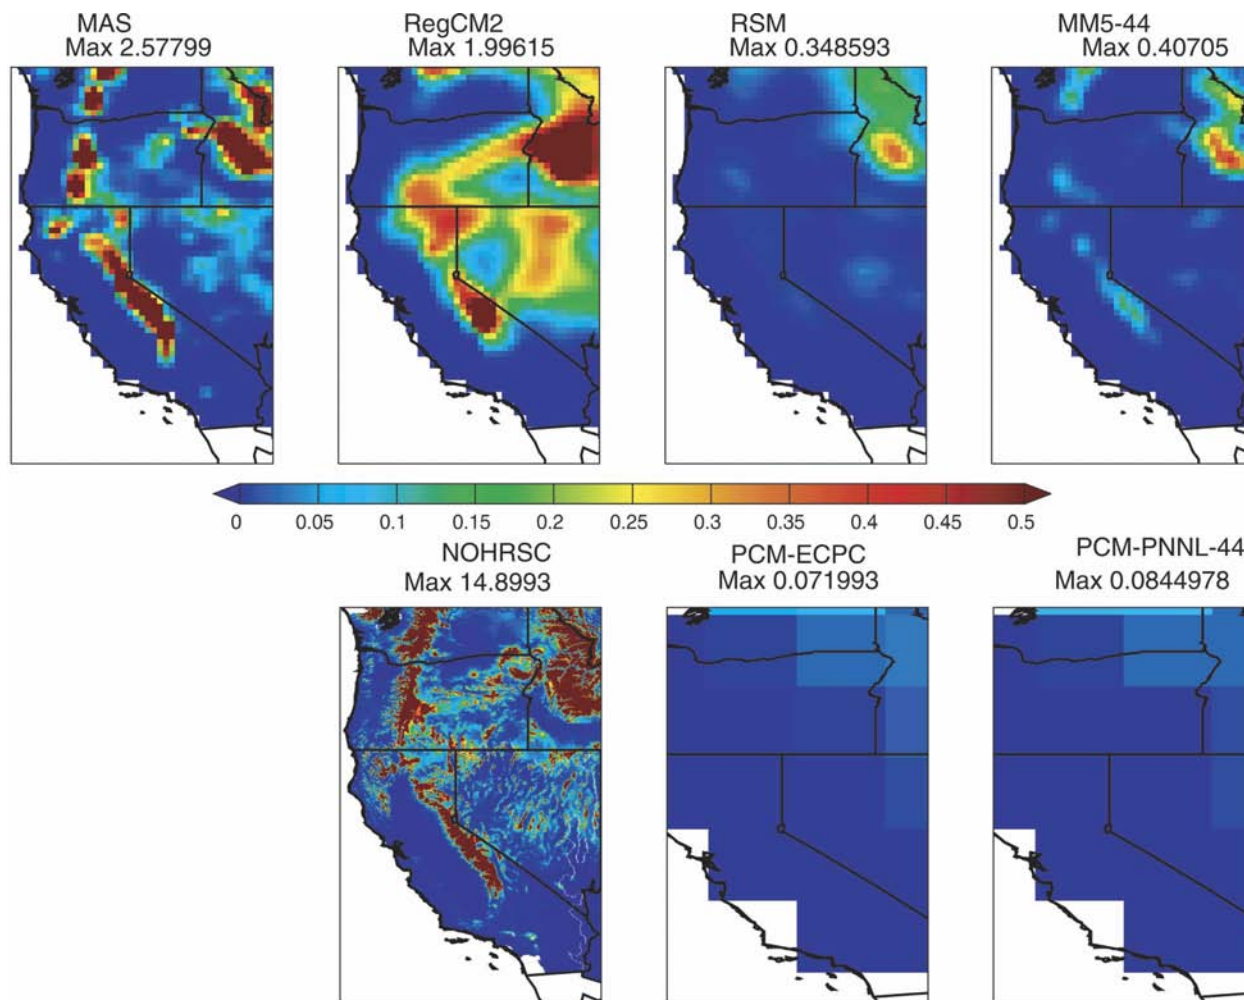 MAS
Max 2.57799
RegCM2
Max 1.99615
RSM
Max 0.348593
MM5-44
Max 0.40705
0 0.05 0.1 0.15 0.2 0.25 0.3 0.35 0.4 0.45 0.5
NOHRSC
Max 14.8993
PCM-ECPC
Max 0.071993
PCM-PNNL-44
Max 0.0844978